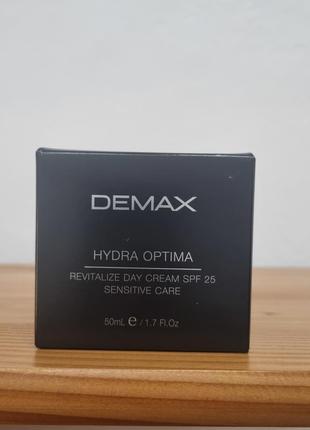 DEMAX
HYDRA OPTIMA
REVITALIZE DAY CREAM SPF 25
SENSITIVE CARE
50mL ℮ / 1.7 Fl.Oz